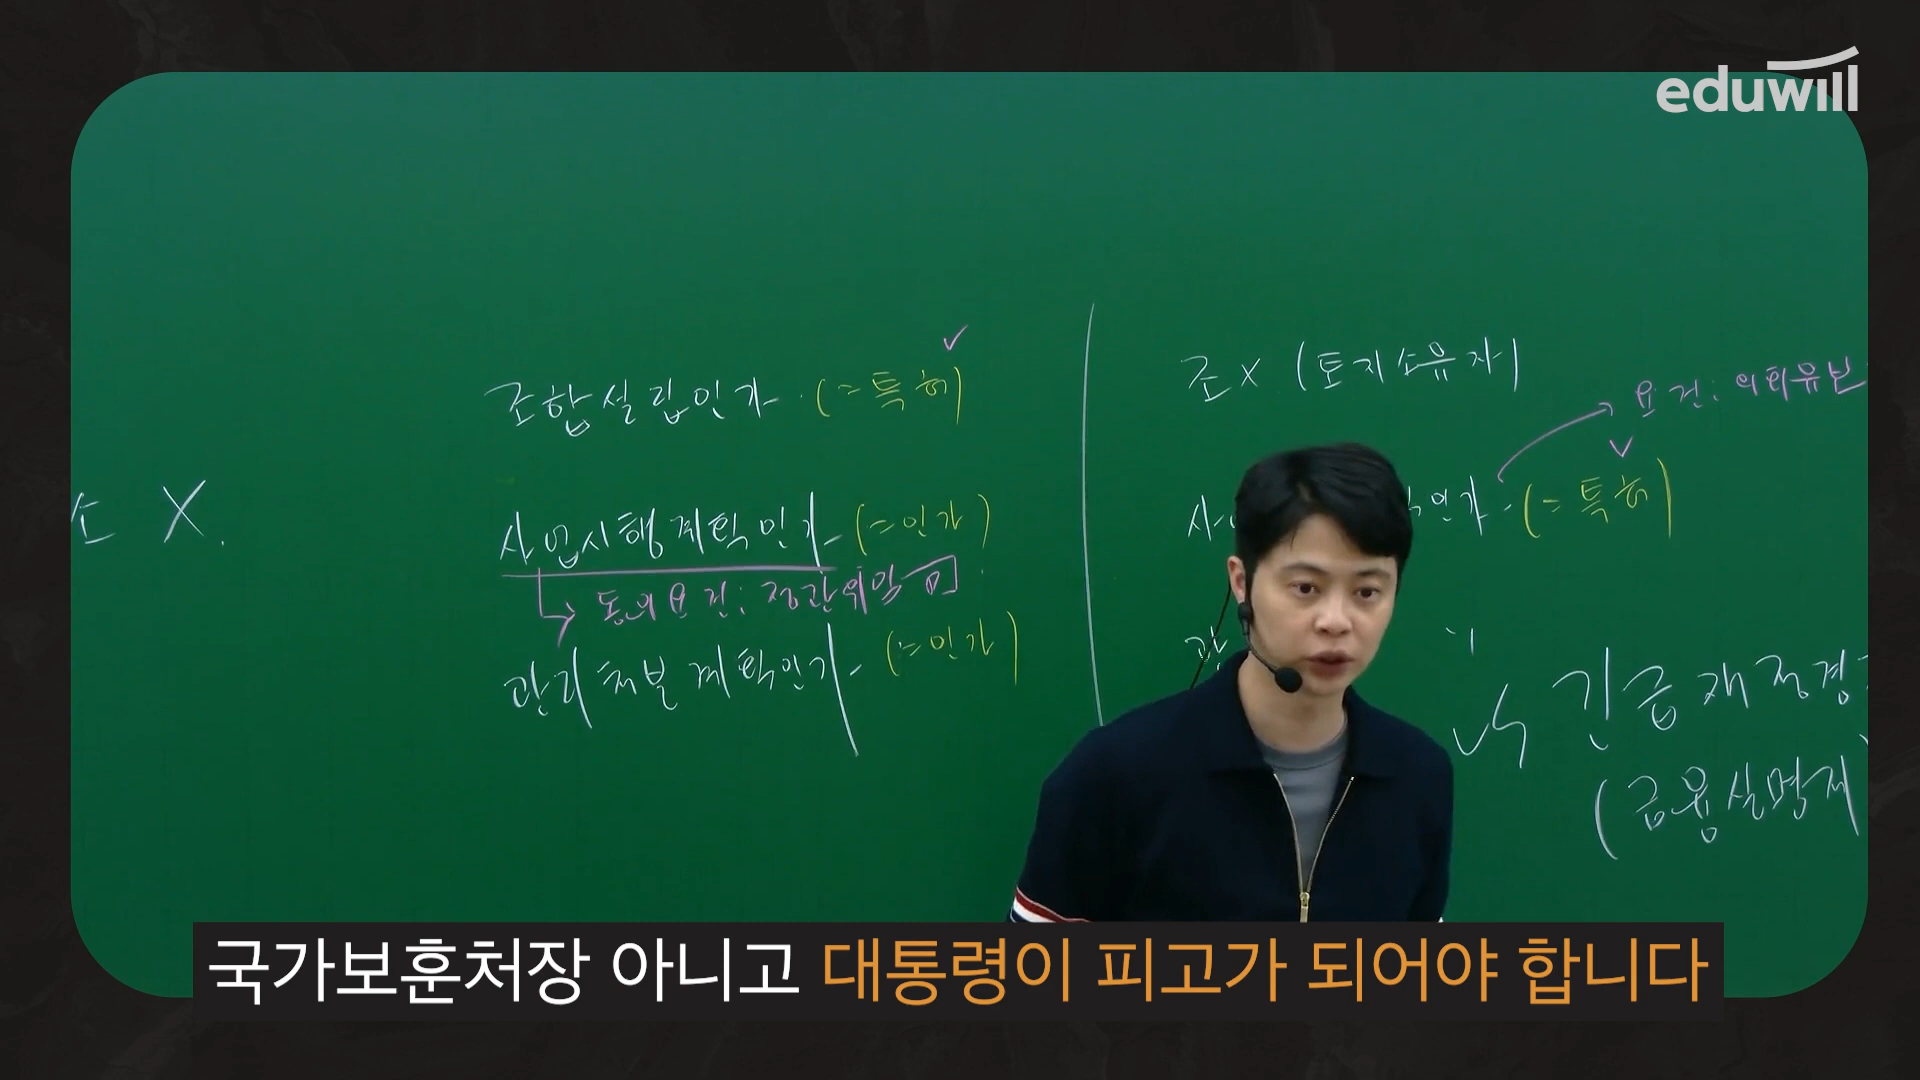 eduwill
조합설립인가 (=특허)
사업시행계획인가 (=인가)
동의요건: 정관위임
관리처분계획인가 (=인가)
조X (토지소유자)
요건: 의회유보
인가 (=특허)
VS 긴급재정경
(금융실명제)
국가보훈처장 아니고 대통령이 피고가 되어야 합니다